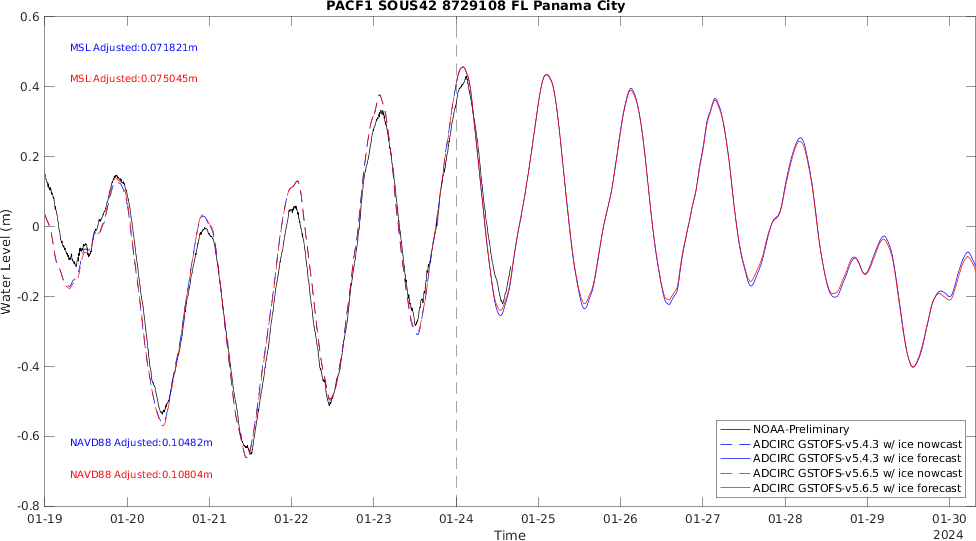 PACF1 SOUS42 8729108 FL Panama City
0.6
0.4
0.2
0
-0.2
-0.4
-0.6
-0.8
Water Level (m)
MSL Adjusted:0.071821m
MSL Adjusted:0.075045m
NAVD88 Adjusted:0.10482m
NAVD88 Adjusted:0.10804m
NOAA-Preliminary
ADCIRC GSTOFS-v5.4.3 w/ ice nowcast
ADCIRC GSTOFS-v5.4.3 w/ ice forecast
ADCIRC GSTOFS-v5.6.5 w/ ice nowcast
ADCIRC GSTOFS-v5.6.5 w/ ice forecast
01-19 01-20 01-21 01-22 01-23 01-24 01-25 01-26 01-27 01-28 01-29 01-30
Time
2024